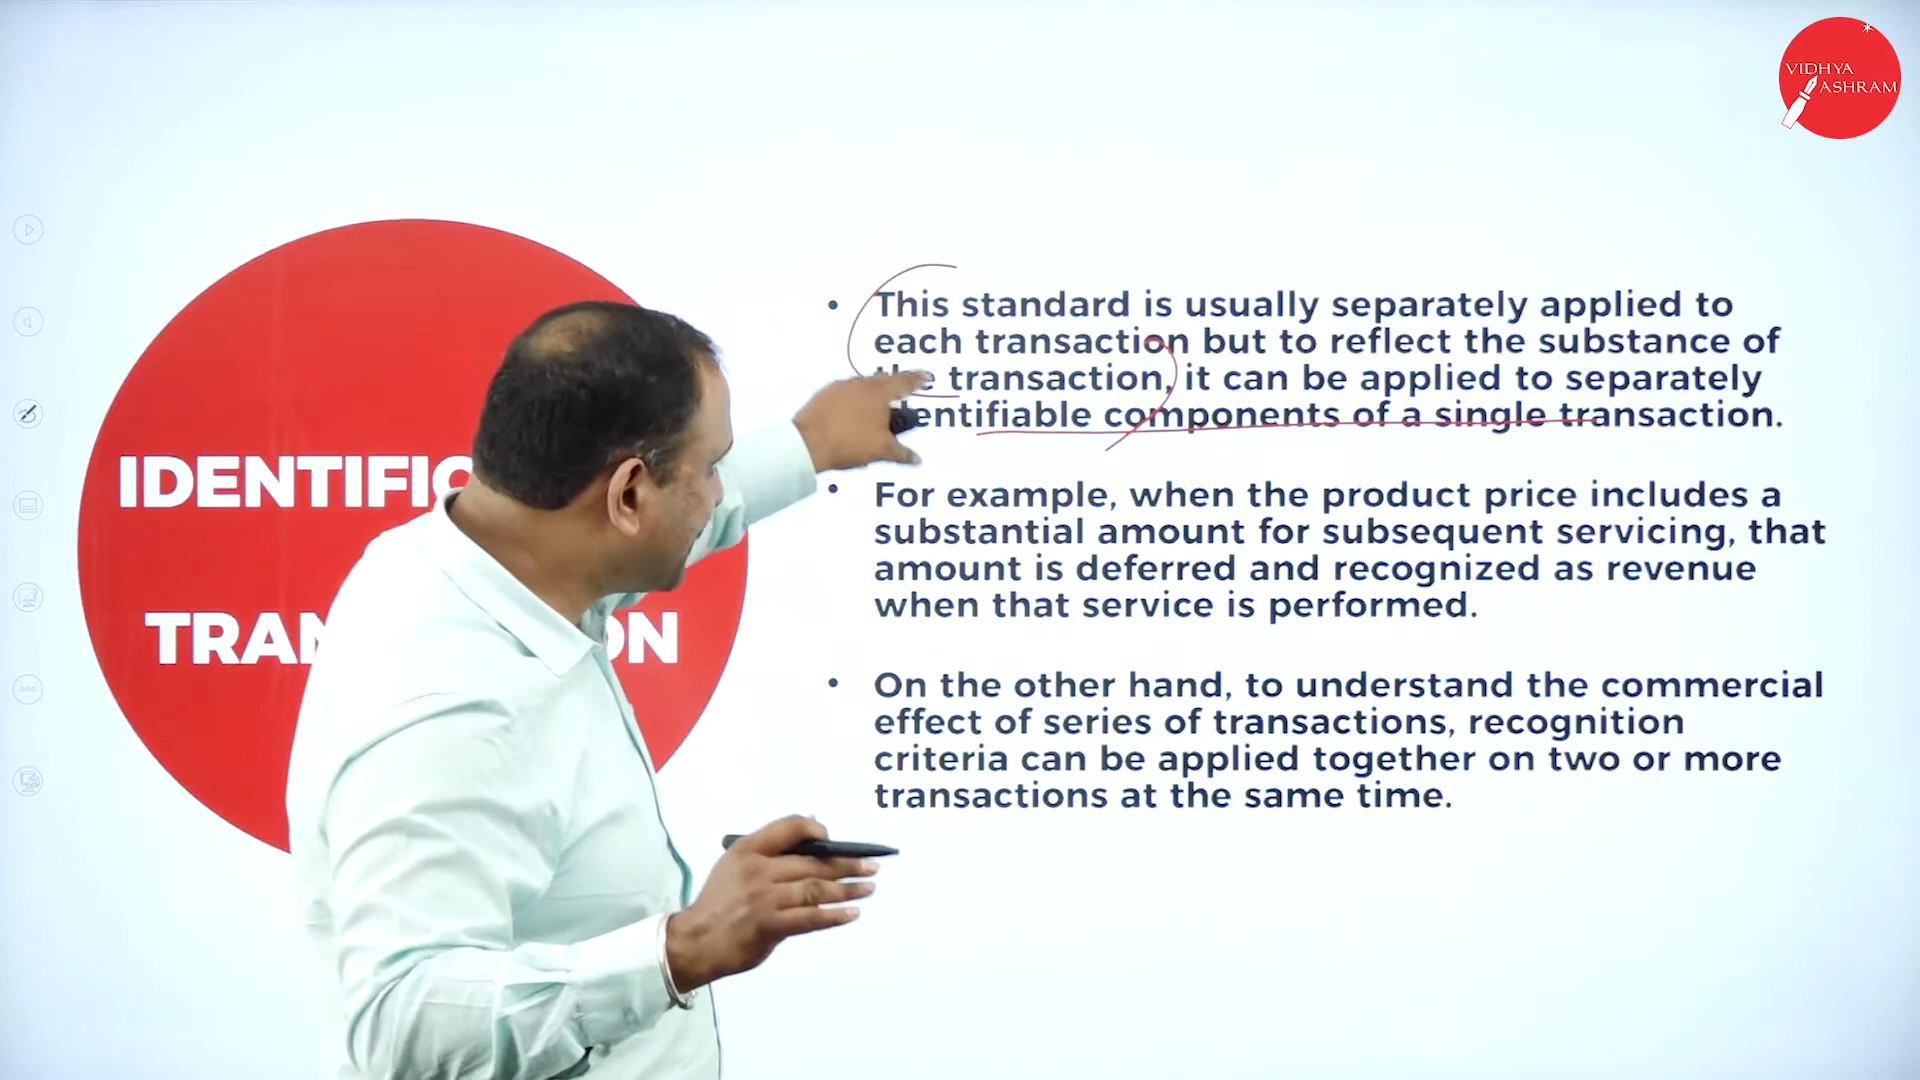 VIDHYA
ASHRAM
This standard is usually separately applied to
each transaction but to reflect the substance of
the transaction, it can be applied to separately
identifiable components of a single transaction.
For example, when the product price includes a
substantial amount for subsequent servicing, that
amount is deferred and recognized as revenue
when that service is performed.
On the other hand, to understand the commercial
effect of series of transactions, recognition
criteria can be applied together on two or more
transactions at the same time.